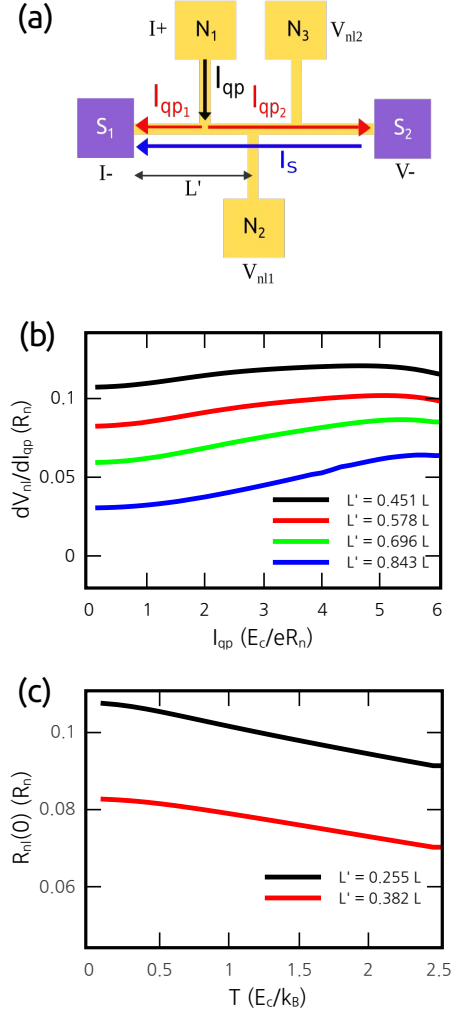 (a)
I+ N₁ N₃ Vnl2
Iqp
Iqp1 Iqp2
S₁ S₂
Is
I- V-
L'
N₂
Vnl1
(b)
dVnl/dIqp (Rn)
0.1
0.05
0
L' = 0.451 L
L' = 0.578 L
L' = 0.696 L
L' = 0.843 L
0 1 2 3 4 5 6
Iqp (Ec/eRn)
(c)
Rnl(0) (Rn)
0.1
0.08
0.06
L' = 0.255 L
L' = 0.382 L
0 0.5 1 1.5 2 2.5
T (Ec/kB)